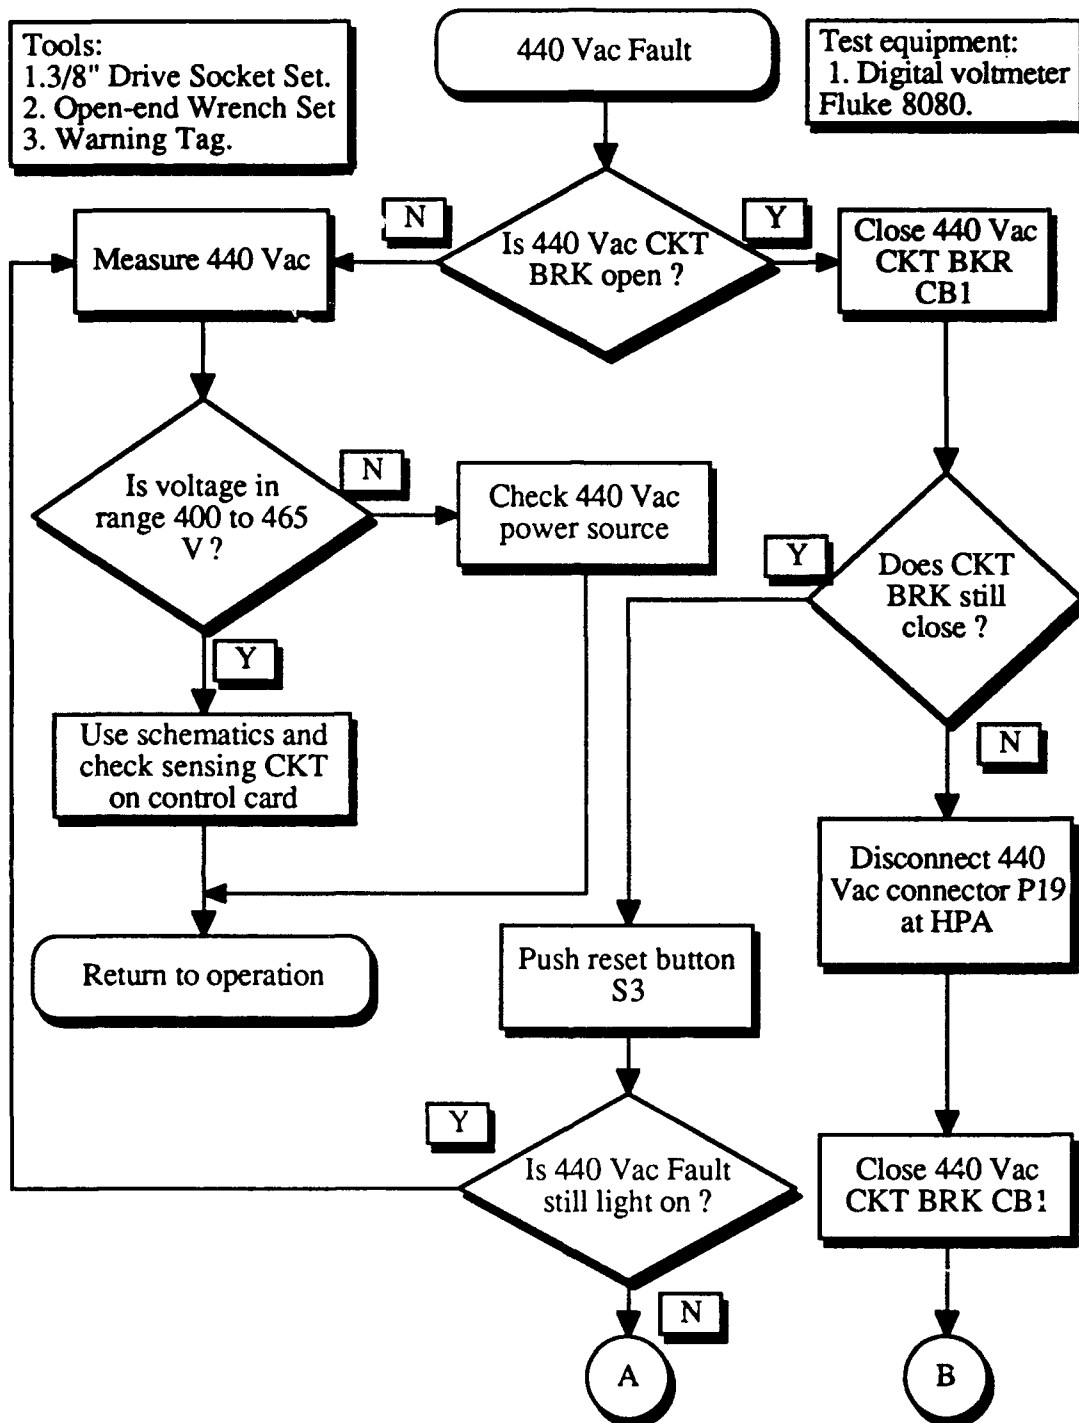 Tools:
1.3/8" Drive Socket Set.
2. Open-end Wrench Set
3. Warning Tag.
440 Vac Fault
Test equipment:
1. Digital voltmeter
Fluke 8080.
N
Is 440 Vac CKT
BRK open ?
Y
Measure 440 Vac
Close 440 Vac
CKT BKR
CB1
Is voltage in
range 400 to 465
V ?
N
Check 440 Vac
power source
Y
Does CKT
BRK still
close ?
Y
N
Use schematics and
check sensing CKT
on control card
Disconnect 440
Vac connector P19
at HPA
Return to operation
Push reset button
S3
Y
Is 440 Vac Fault
still light on ?
Close 440 Vac
CKT BRK CB1
N
A
B